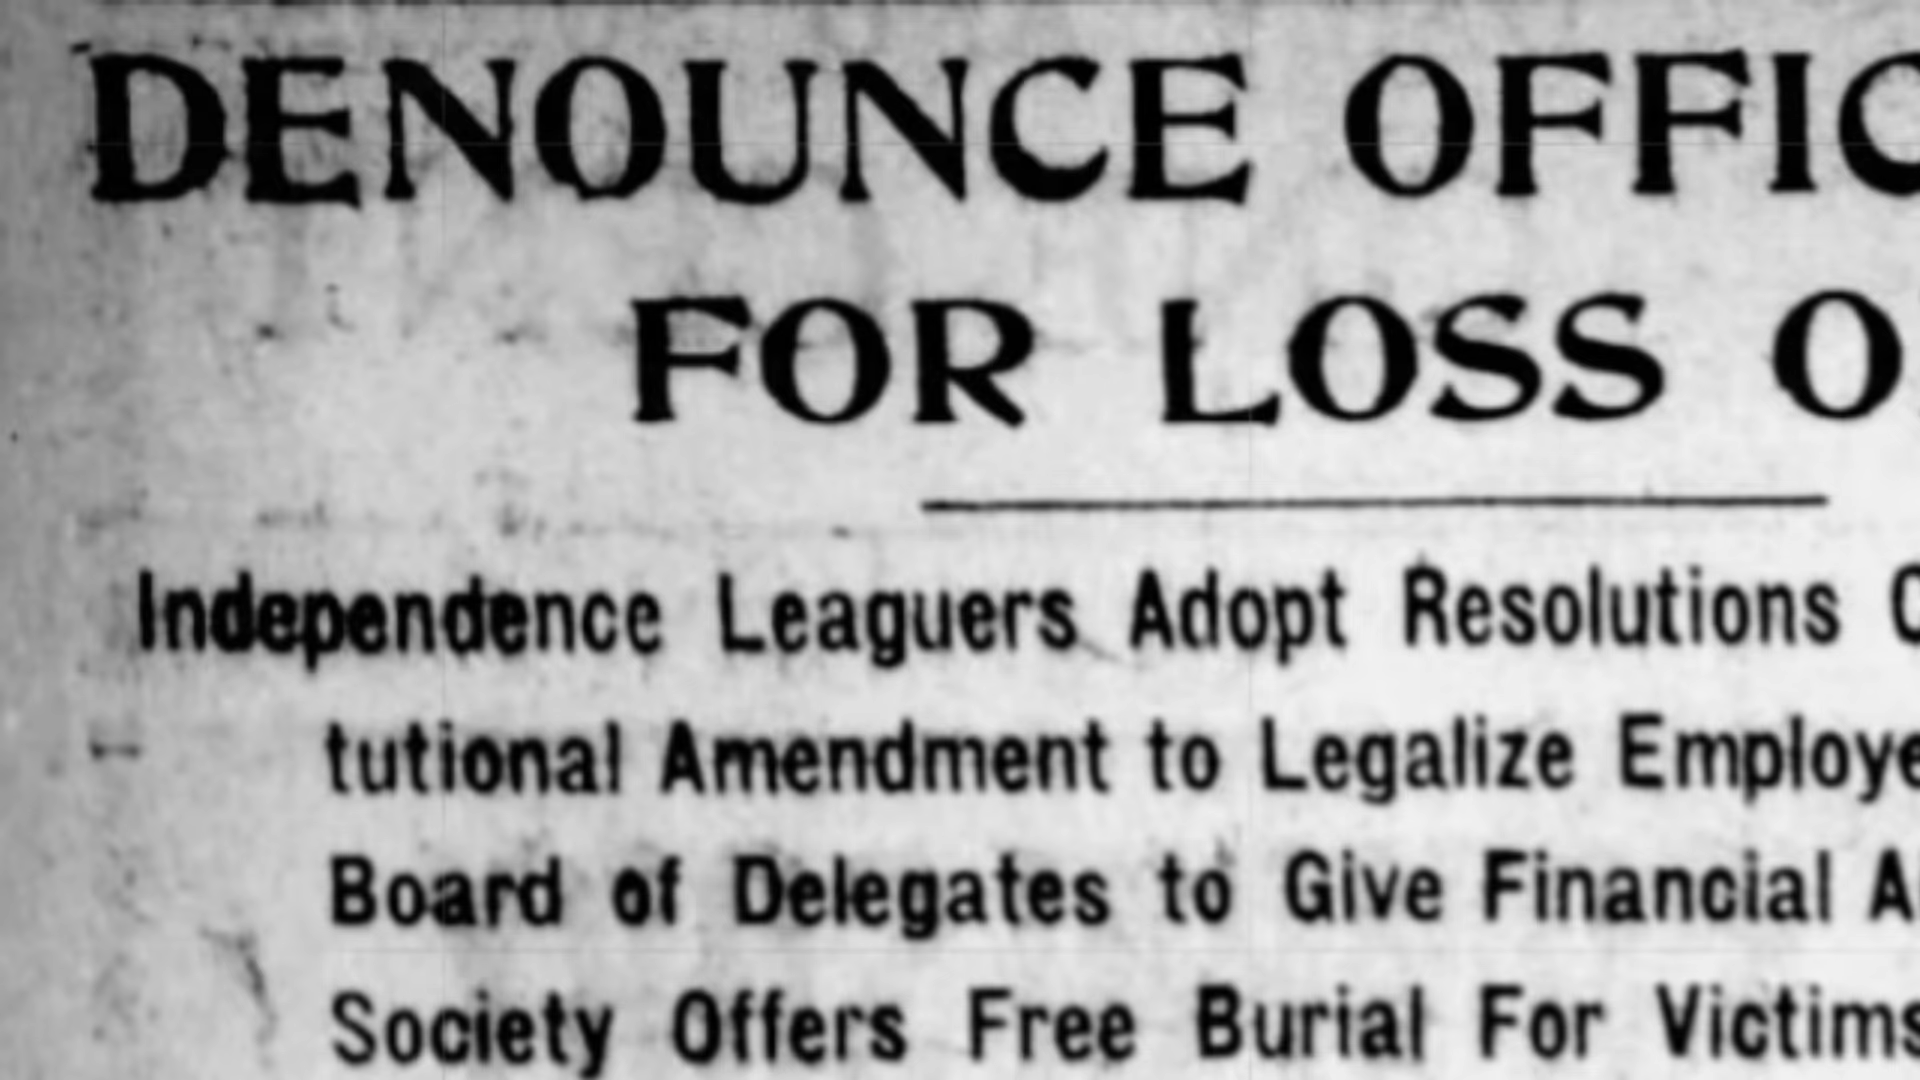 DENOUNCE OFFIC
FOR LOSS O
Independence Leaguers Adopt Resolutions C
tutional Amendment to Legalize Employe
Board of Delegates to Give Financial A
Society Offers Free Burial For Victims